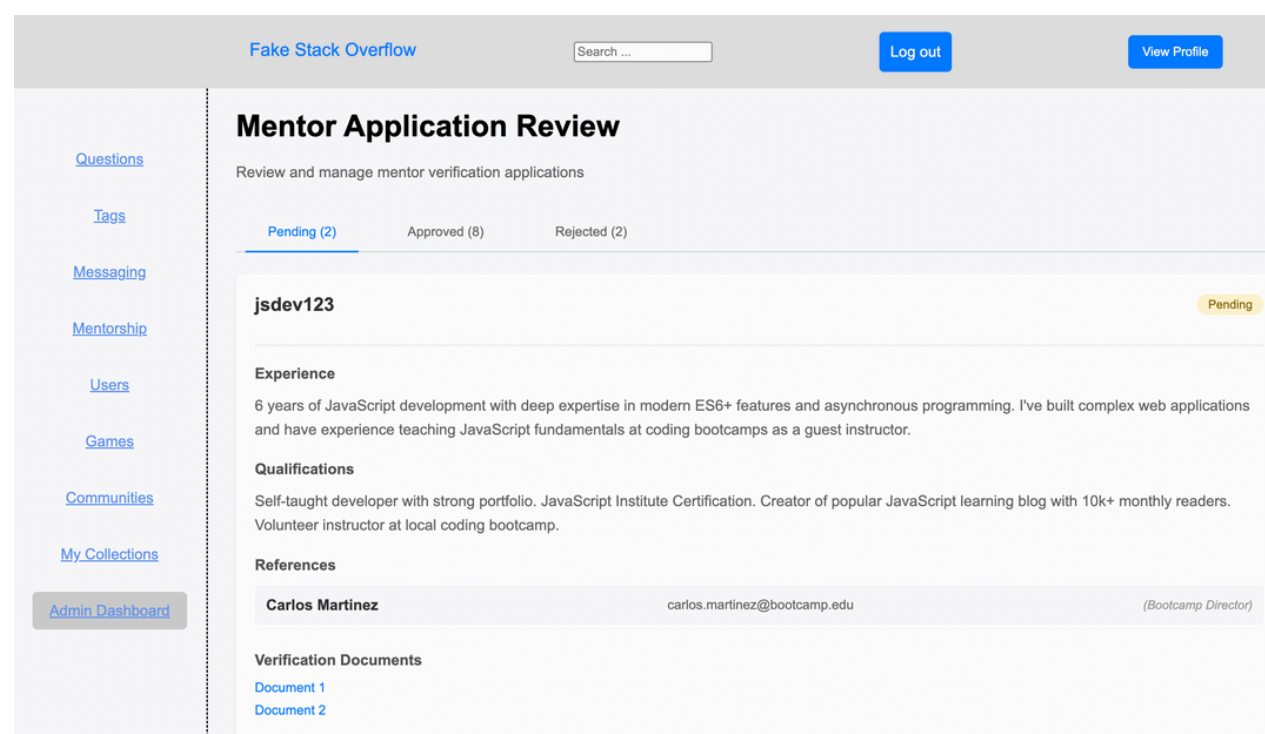 Fake Stack Overflow
Search ...
Log out
View Profile
Questions
Tags
Messaging
Mentorship
Users
Games
Communities
My Collections
Admin Dashboard
Mentor Application Review
Review and manage mentor verification applications
Pending (2)
Approved (8)
Rejected (2)
jsdev123
Pending
Experience
6 years of JavaScript development with deep expertise in modern ES6+ features and asynchronous programming. I've built complex web applications
and have experience teaching JavaScript fundamentals at coding bootcamps as a guest instructor.
Qualifications
Self-taught developer with strong portfolio. JavaScript Institute Certification. Creator of popular JavaScript learning blog with 10k+ monthly readers.
Volunteer instructor at local coding bootcamp.
References
Carlos Martinez
carlos.martinez@bootcamp.edu
(Bootcamp Director)
Verification Documents
Document 1
Document 2